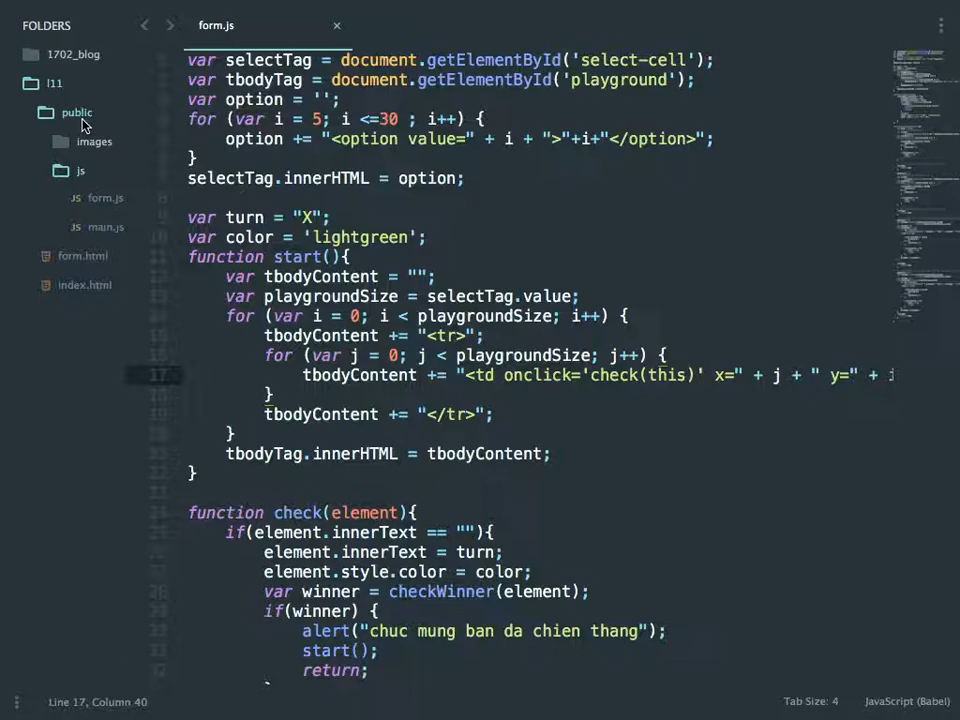 FOLDERS
form.js
1702_blog
l11
public
images
js
JS form.js
JS main.js
form.html
index.html
var selectTag = document.getElementById('select-cell');
var tbodyTag = document.getElementById('playground');
var option = '';
for (var i = 5; i <=30 ; i++) {
option += "<option value=" + i + ">"+i+"</option>";
}
selectTag.innerHTML = option;
var turn = "X";
var color = 'lightgreen';
function start(){
var tbodyContent = "";
var playgroundSize = selectTag.value;
for (var i = 0; i < playgroundSize; i++) {
tbodyContent += "<tr>";
for (var j = 0; j < playgroundSize; j++) {
17 tbodyContent += "<td onclick='check(this)' x=" + j + " y=" + i
}
tbodyContent += "</tr>";
}
tbodyTag.innerHTML = tbodyContent;
}
function check(element){
if(element.innerText == ""){
element.innerText = turn;
element.style.color = color;
var winner = checkWinner(element);
if(winner) {
alert("chuc mung ban da chien thang");
start();
return;
Line 17, Column 40
Tab Size: 4
JavaScript (Babel)